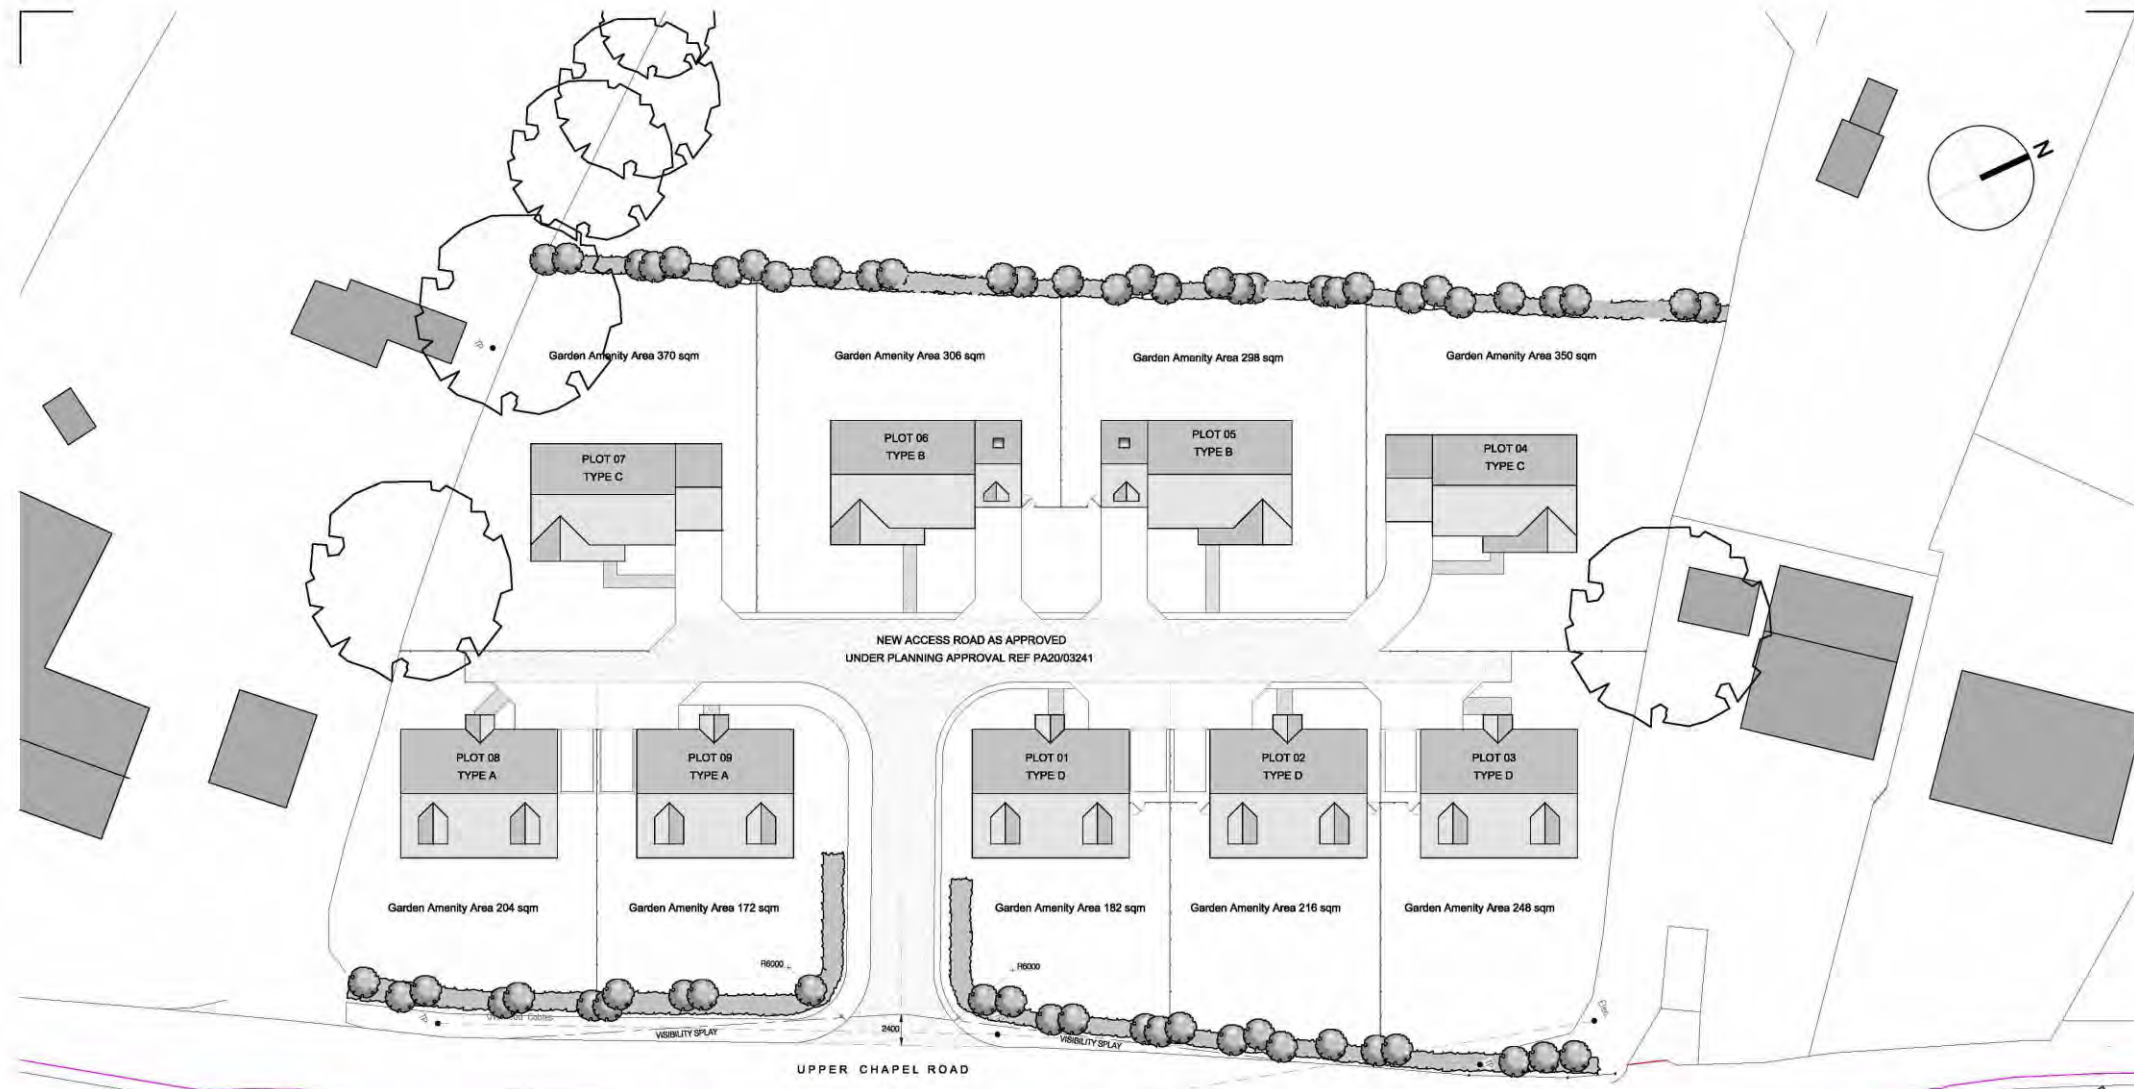 N
Garden Amenity Area 370 sqm
Garden Amenity Area 306 sqm
Garden Amenity Area 298 sqm
Garden Amenity Area 350 sqm
PLOT 07
TYPE C
PLOT 06
TYPE B
PLOT 05
TYPE B
PLOT 04
TYPE C
NEW ACCESS ROAD AS APPROVED
UNDER PLANNING APPROVAL REF PA20/03241
PLOT 08
TYPE A
PLOT 09
TYPE A
PLOT 01
TYPE D
PLOT 02
TYPE D
PLOT 03
TYPE D
Garden Amenity Area 204 sqm
Garden Amenity Area 172 sqm
Garden Amenity Area 182 sqm
Garden Amenity Area 216 sqm
Garden Amenity Area 248 sqm
R6000
R6000
Cables
VISIBILITY SPLAY
2400
VISIBILITY SPLAY
UPPER CHAPEL ROAD